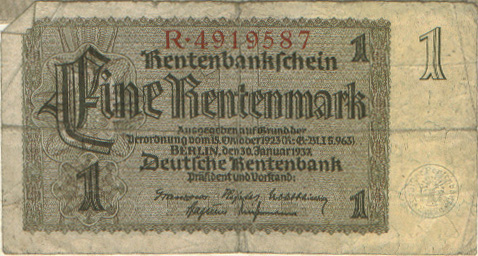 R·4919587
1
1
Rentenbankschein
Eine Rentenmark
Ausgegeben auf Grund der
Verordnung vom 15. Oktober 1923 (R.-G.-Bl. I S. 963)
BERLIN, den 30. Januar 1937
Deutsche Rentenbank
Präsident und Vorstand:
1
1